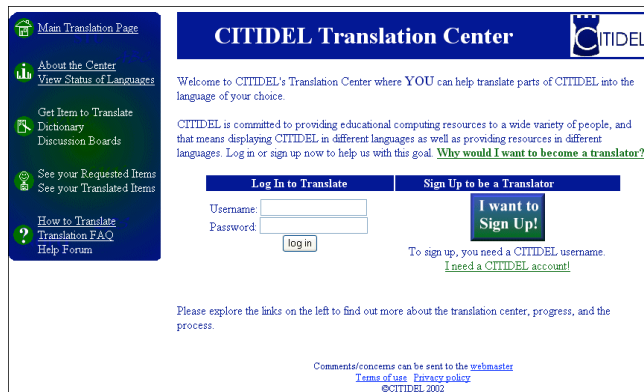 Main Translation Page
About the Center
View Status of Languages
Get Item to Translate
Dictionary
Discussion Boards
See your Requested Items
See your Translated Items
How to Translate
Translation FAQ
Help Forum
CITIDEL Translation Center
CITIDEL
Welcome to CITIDEL's Translation Center where YOU can help translate parts of CITIDEL into the
language of your choice.
CITIDEL is committed to providing educational computing resources to a wide variety of people, and
that means displaying CITIDEL in different languages as well as providing resources in different
languages. Log in or sign up now to help us with this goal. Why would I want to become a translator?
Log In to Translate
Username:
Password:
log in
Sign Up to be a Translator
I want to
Sign Up!
To sign up, you need a CITIDEL username.
I need a CITIDEL account!
Please explore the links on the left to find out more about the translation center, progress, and the
process.
Comments/concerns can be sent to the webmaster
Terms of use Privacy policy
©CITIDEL 2002